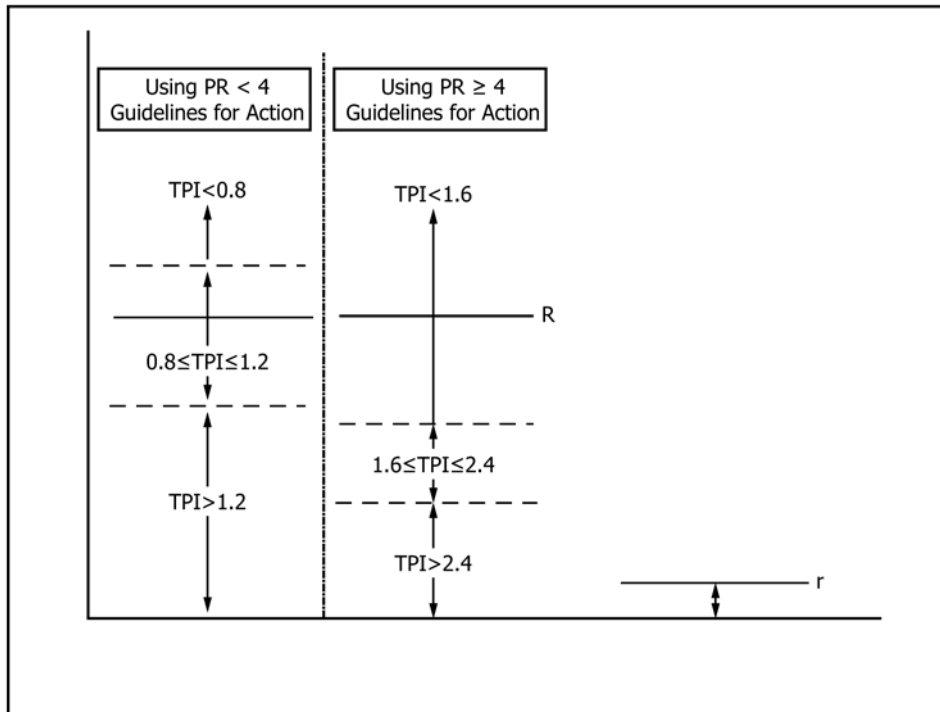 Using PR < 4
Guidelines for Action
Using PR ≥ 4
Guidelines for Action
TPI<0.8
TPI<1.6
R
0.8≤TPI≤1.2
1.6≤TPI≤2.4
TPI>1.2
TPI>2.4
r